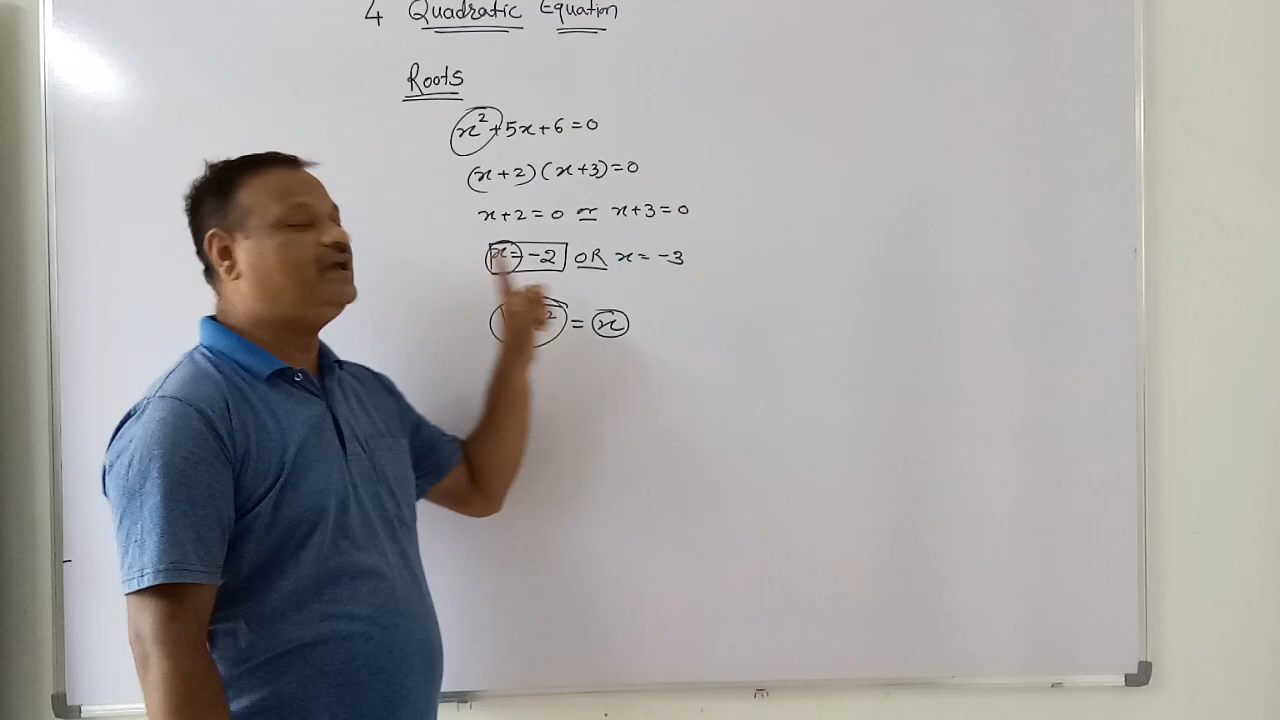 4 Quadratic Equation
Roots
x²+5x+6=0
(x+2)(x+3)=0
x+2=0 or x+3=0
x=-2 OR x=-3
= x